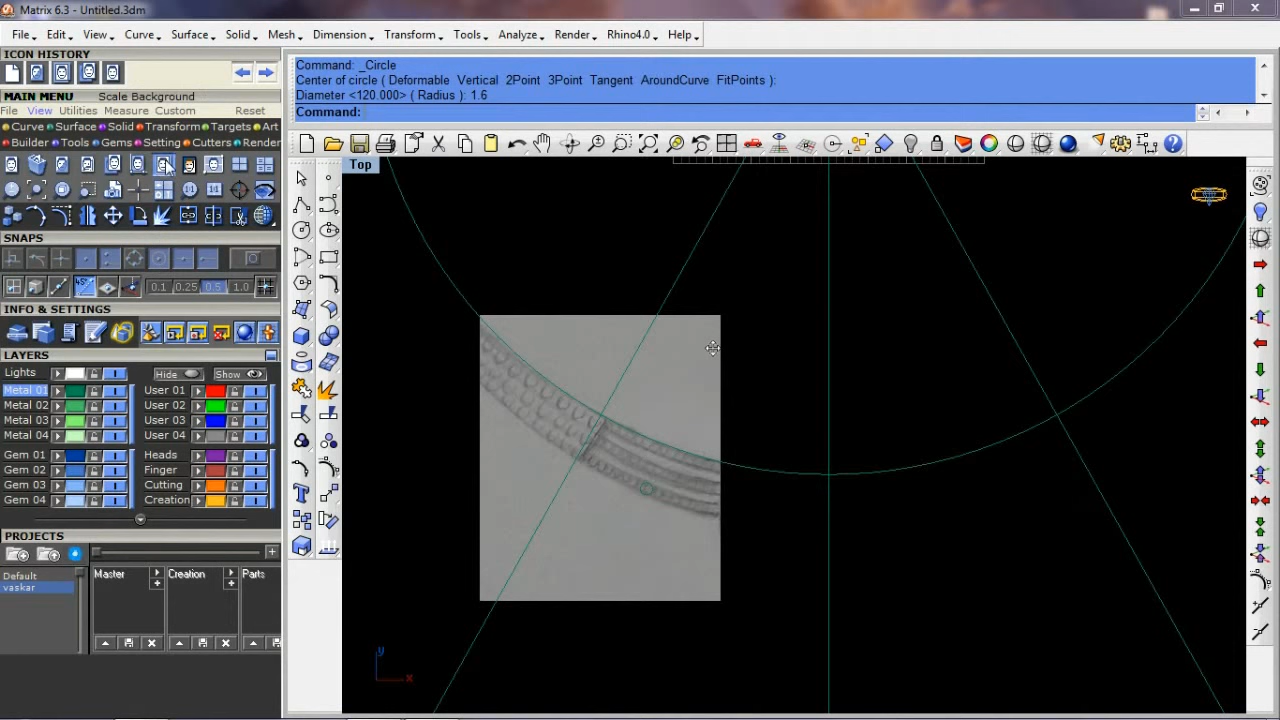 Matrix 6.3 - Untitled.3dm
File Edit View Curve Surface Solid Mesh Dimension Transform Tools Analyze Render Rhino4.0 Help
ICON HISTORY
MAIN MENU Scale Background
File View Utilities Measure Custom Reset
Curve Surface Solid Transform Targets Art
Builder Tools Gems Setting Cutters Render
SNAPS
0.1 0.25 0.5 1.0
INFO & SETTINGS
LAYERS
Lights Hide Show
Metal 01 User 01
Metal 02 User 02
Metal 03 User 03
Metal 04 User 04
Gem 01 Heads
Gem 02 Finger
Gem 03 Cutting
Gem 04 Creation
PROJECTS
Default
vaskar
Master Creation Parts
Command: _Circle
Center of circle ( Deformable Vertical 2Point 3Point Tangent AroundCurve FitPoints ):
Diameter <120.000> ( Radius ): 1.6
Command:
Top
y
x